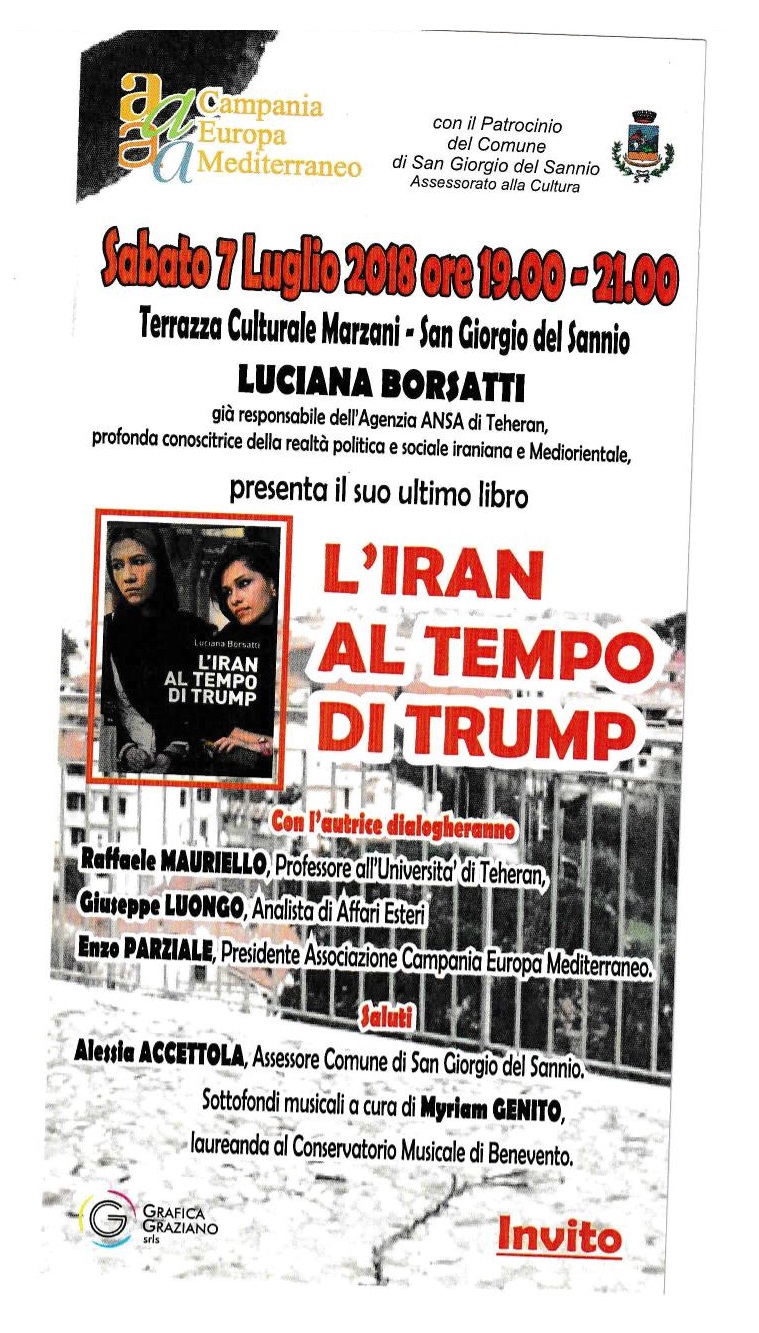 Campania
Europa
Mediterraneo
con il Patrocinio
del Comune
di San Giorgio del Sannio
Assessorato alla Cultura
Sabato 7 Luglio 2018 ore 19.00 - 21.00
Terrazza Culturale Marzani - San Giorgio del Sannio
LUCIANA BORSATTI
già responsabile dell'Agenzia ANSA di Teheran,
profonda conoscitrice della realtà politica e sociale iraniana e Mediorientale,
presenta il suo ultimo libro
Luciana Borsatti
L'IRAN
AL TEMPO
DI TRUMP
L'IRAN
AL TEMPO
DI TRUMP
Con l'autrice dialogheranno
Raffaele MAURIELLO, Professore all'Universita' di Teheran,
Giuseppe LUONGO, Analista di Affari Esteri
Enzo PARZIALE, Presidente Associazione Campania Europa Mediterraneo.
Saluti
Alessia ACCETTOLA, Assessore Comune di San Giorgio del Sannio.
Sottofondi musicali a cura di Myriam GENITO,
laureanda al Conservatorio Musicale di Benevento.
G
GRAFICA
GRAZIANO
srls
Invito